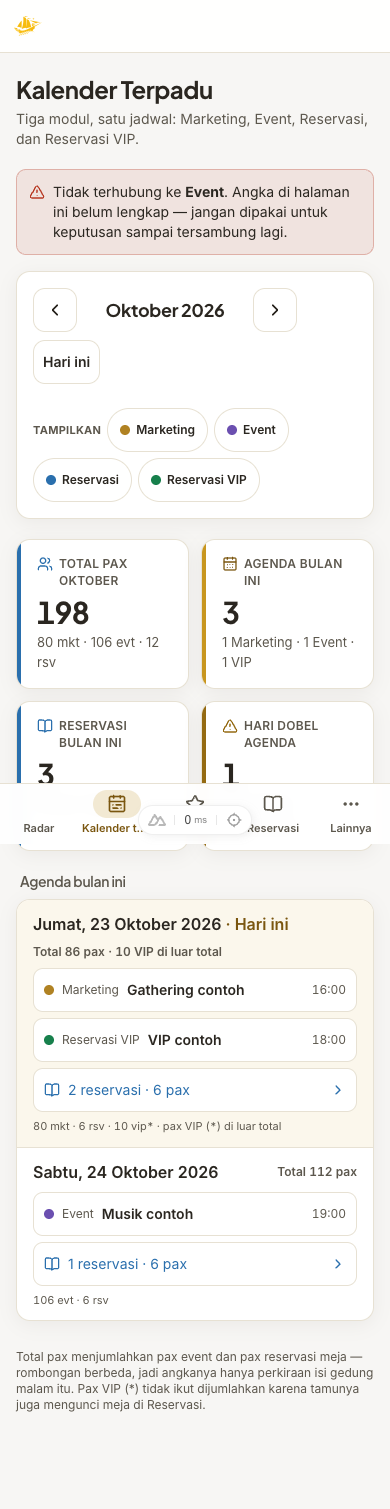 Kalender Terpadu
Tiga modul, satu jadwal: Marketing, Event, Reservasi,
dan Reservasi VIP.
Tidak terhubung ke Event. Angka di halaman
ini belum lengkap — jangan dipakai untuk
keputusan sampai tersambung lagi.
Oktober 2026
Hari ini
TAMPILKAN Marketing Event
Reservasi Reservasi VIP
TOTAL PAX
OKTOBER
198
80 mkt · 106 evt · 12
rsv
AGENDA BULAN
INI
3
1 Marketing · 1 Event ·
1 VIP
RESERVASI
BULAN INI
3
HARI DOBEL
AGENDA
1
Radar
Kalender t...
0 ms
Reservasi
Lainnya
Agenda bulan ini
Jumat, 23 Oktober 2026 · Hari ini
Total 86 pax · 10 VIP di luar total
Marketing Gathering contoh 16:00
Reservasi VIP VIP contoh 18:00
2 reservasi · 6 pax
80 mkt · 6 rsv · 10 vip* · pax VIP (*) di luar total
Sabtu, 24 Oktober 2026 Total 112 pax
Event Musik contoh 19:00
1 reservasi · 6 pax
106 evt · 6 rsv
Total pax menjumlahkan pax event dan pax reservasi meja —
rombongan berbeda, jadi angkanya hanya perkiraan isi gedung
malam itu. Pax VIP (*) tidak ikut dijumlahkan karena tamunya
juga mengunci meja di Reservasi.